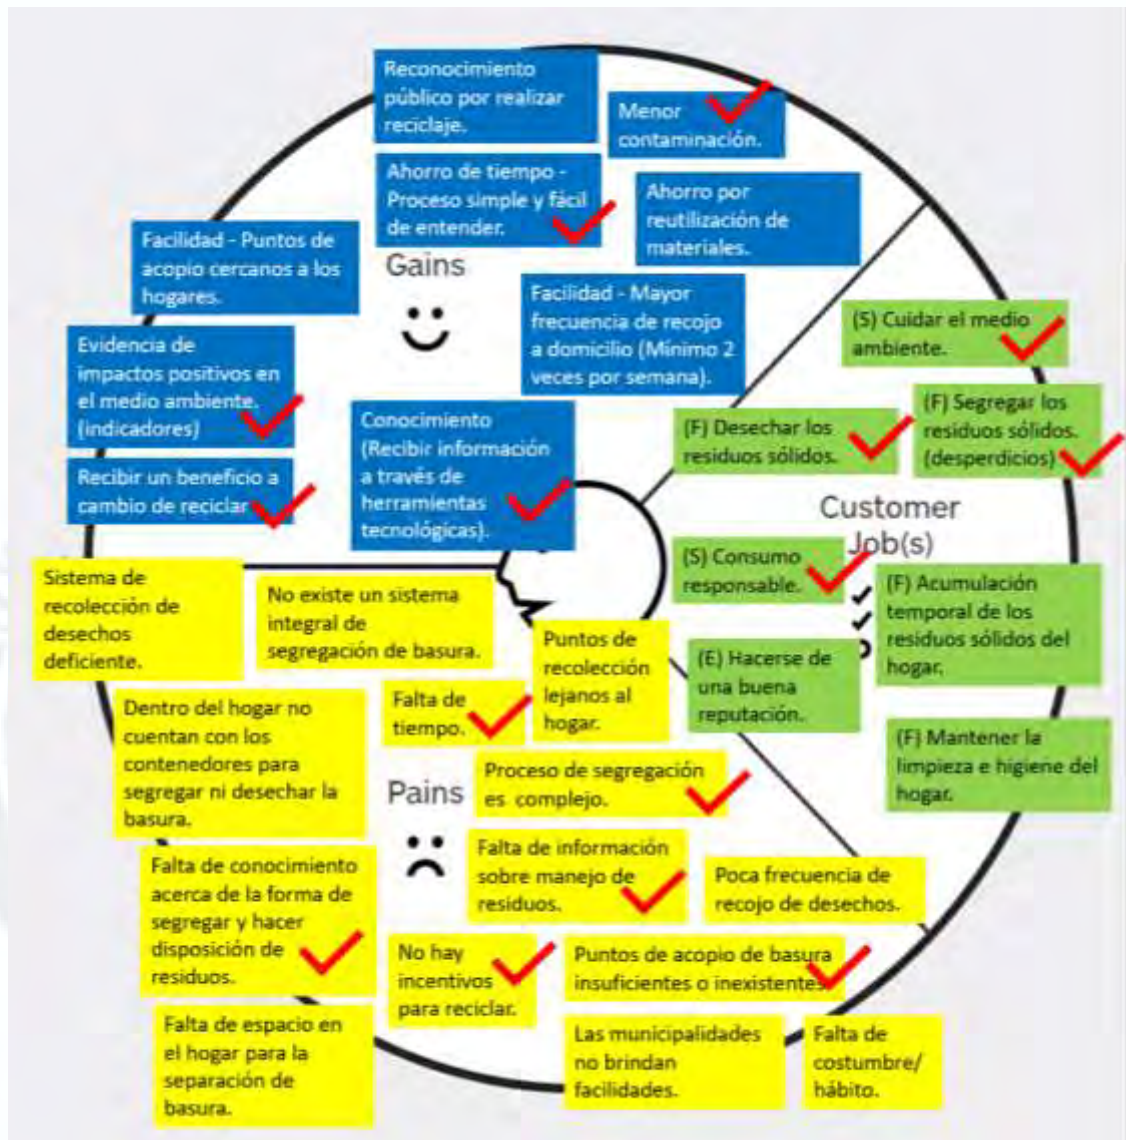 Reconocimiento
público por realizar
reciclaje.
Menor
contaminación.
Ahorro de tiempo -
Proceso simple y fácil
de entender.
Ahorro por
reutilización de
materiales.
Facilidad - Puntos de
acopio cercanos a los
hogares.
Gains
Facilidad - Mayor
frecuencia de recojo
a domicilio (Mínimo 2
veces por semana).
Evidencia de
impactos positivos en
el medio ambiente.
(indicadores)
Conocimiento
(Recibir información
a través de
herramientas
tecnológicas).
Recibir un beneficio a
cambio de reciclar
(S) Cuidar el medio
ambiente.
(F) Desechar los
residuos sólidos.
(F) Segregar los
residuos sólidos.
(desperdicios)
Customer
Job(s)
(S) Consumo
responsable.
(F) Acumulación
temporal de los
residuos sólidos del
hogar.
(E) Hacerse de
una buena
reputación.
(F) Mantener la
limpieza e higiene del
hogar.
Sistema de
recolección de
desechos
deficiente.
No existe un sistema
integral de
segregación de basura.
Puntos de
recolección
lejanos al
hogar.
Falta de
tiempo.
Dentro del hogar no
cuentan con los
contenedores para
segregar ni desechar la
basura.
Pains
Proceso de segregación
es complejo.
Falta de información
sobre manejo de
residuos.
Poca frecuencia de
recojo de desechos.
Falta de conocimiento
acerca de la forma de
segregar y hacer
disposición de
residuos.
No hay
incentivos
para reciclar.
Puntos de acopio de basura
insuficientes o inexistentes.
Falta de espacio en
el hogar para la
separación de
basura.
Las municipalidades
no brindan
facilidades.
Falta de
costumbre/
hábito.